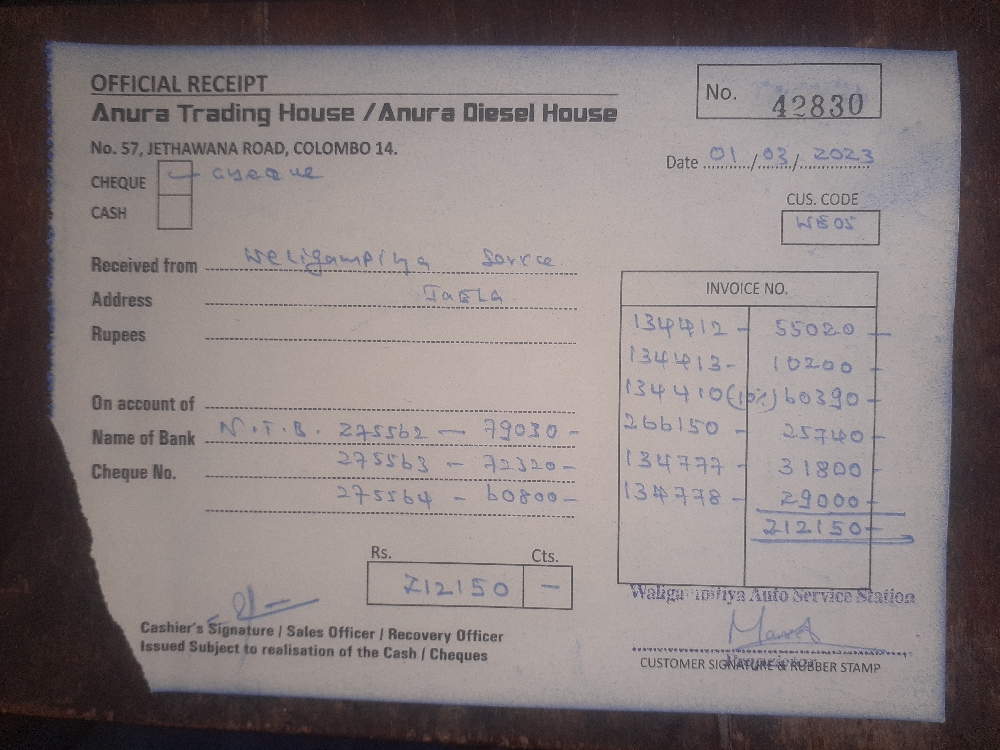 OFFICIAL RECEIPT
No. 42830
Anura Trading House / Anura Diesel House
No. 57, JETHAWANA ROAD, COLOMBO 14.
Date 01/03/2023
CHEQUE cheque
CASH
CUS. CODE
WE05
Received from Weligampitya Sorvce
Address JaELa
Rupees
On account of
Name of Bank N.T.B. 275562 — 79030 -
Cheque No. 275563 - 72320-
275564 - 60800-
INVOICE NO.
134412 - 55020 -
134413- 10200 -
134410 (10%) 60390 -
266150 - 25740 -
134777 - 31800 -
134778 - 29000 -
212150-
Rs. Cts.
212150 —
Cashier's Signature / Sales Officer / Recovery Officer
Issued Subject to realisation of the Cash / Cheques
Auto Service Station
CUSTOMER SIGNATURE & RUBBER STAMP